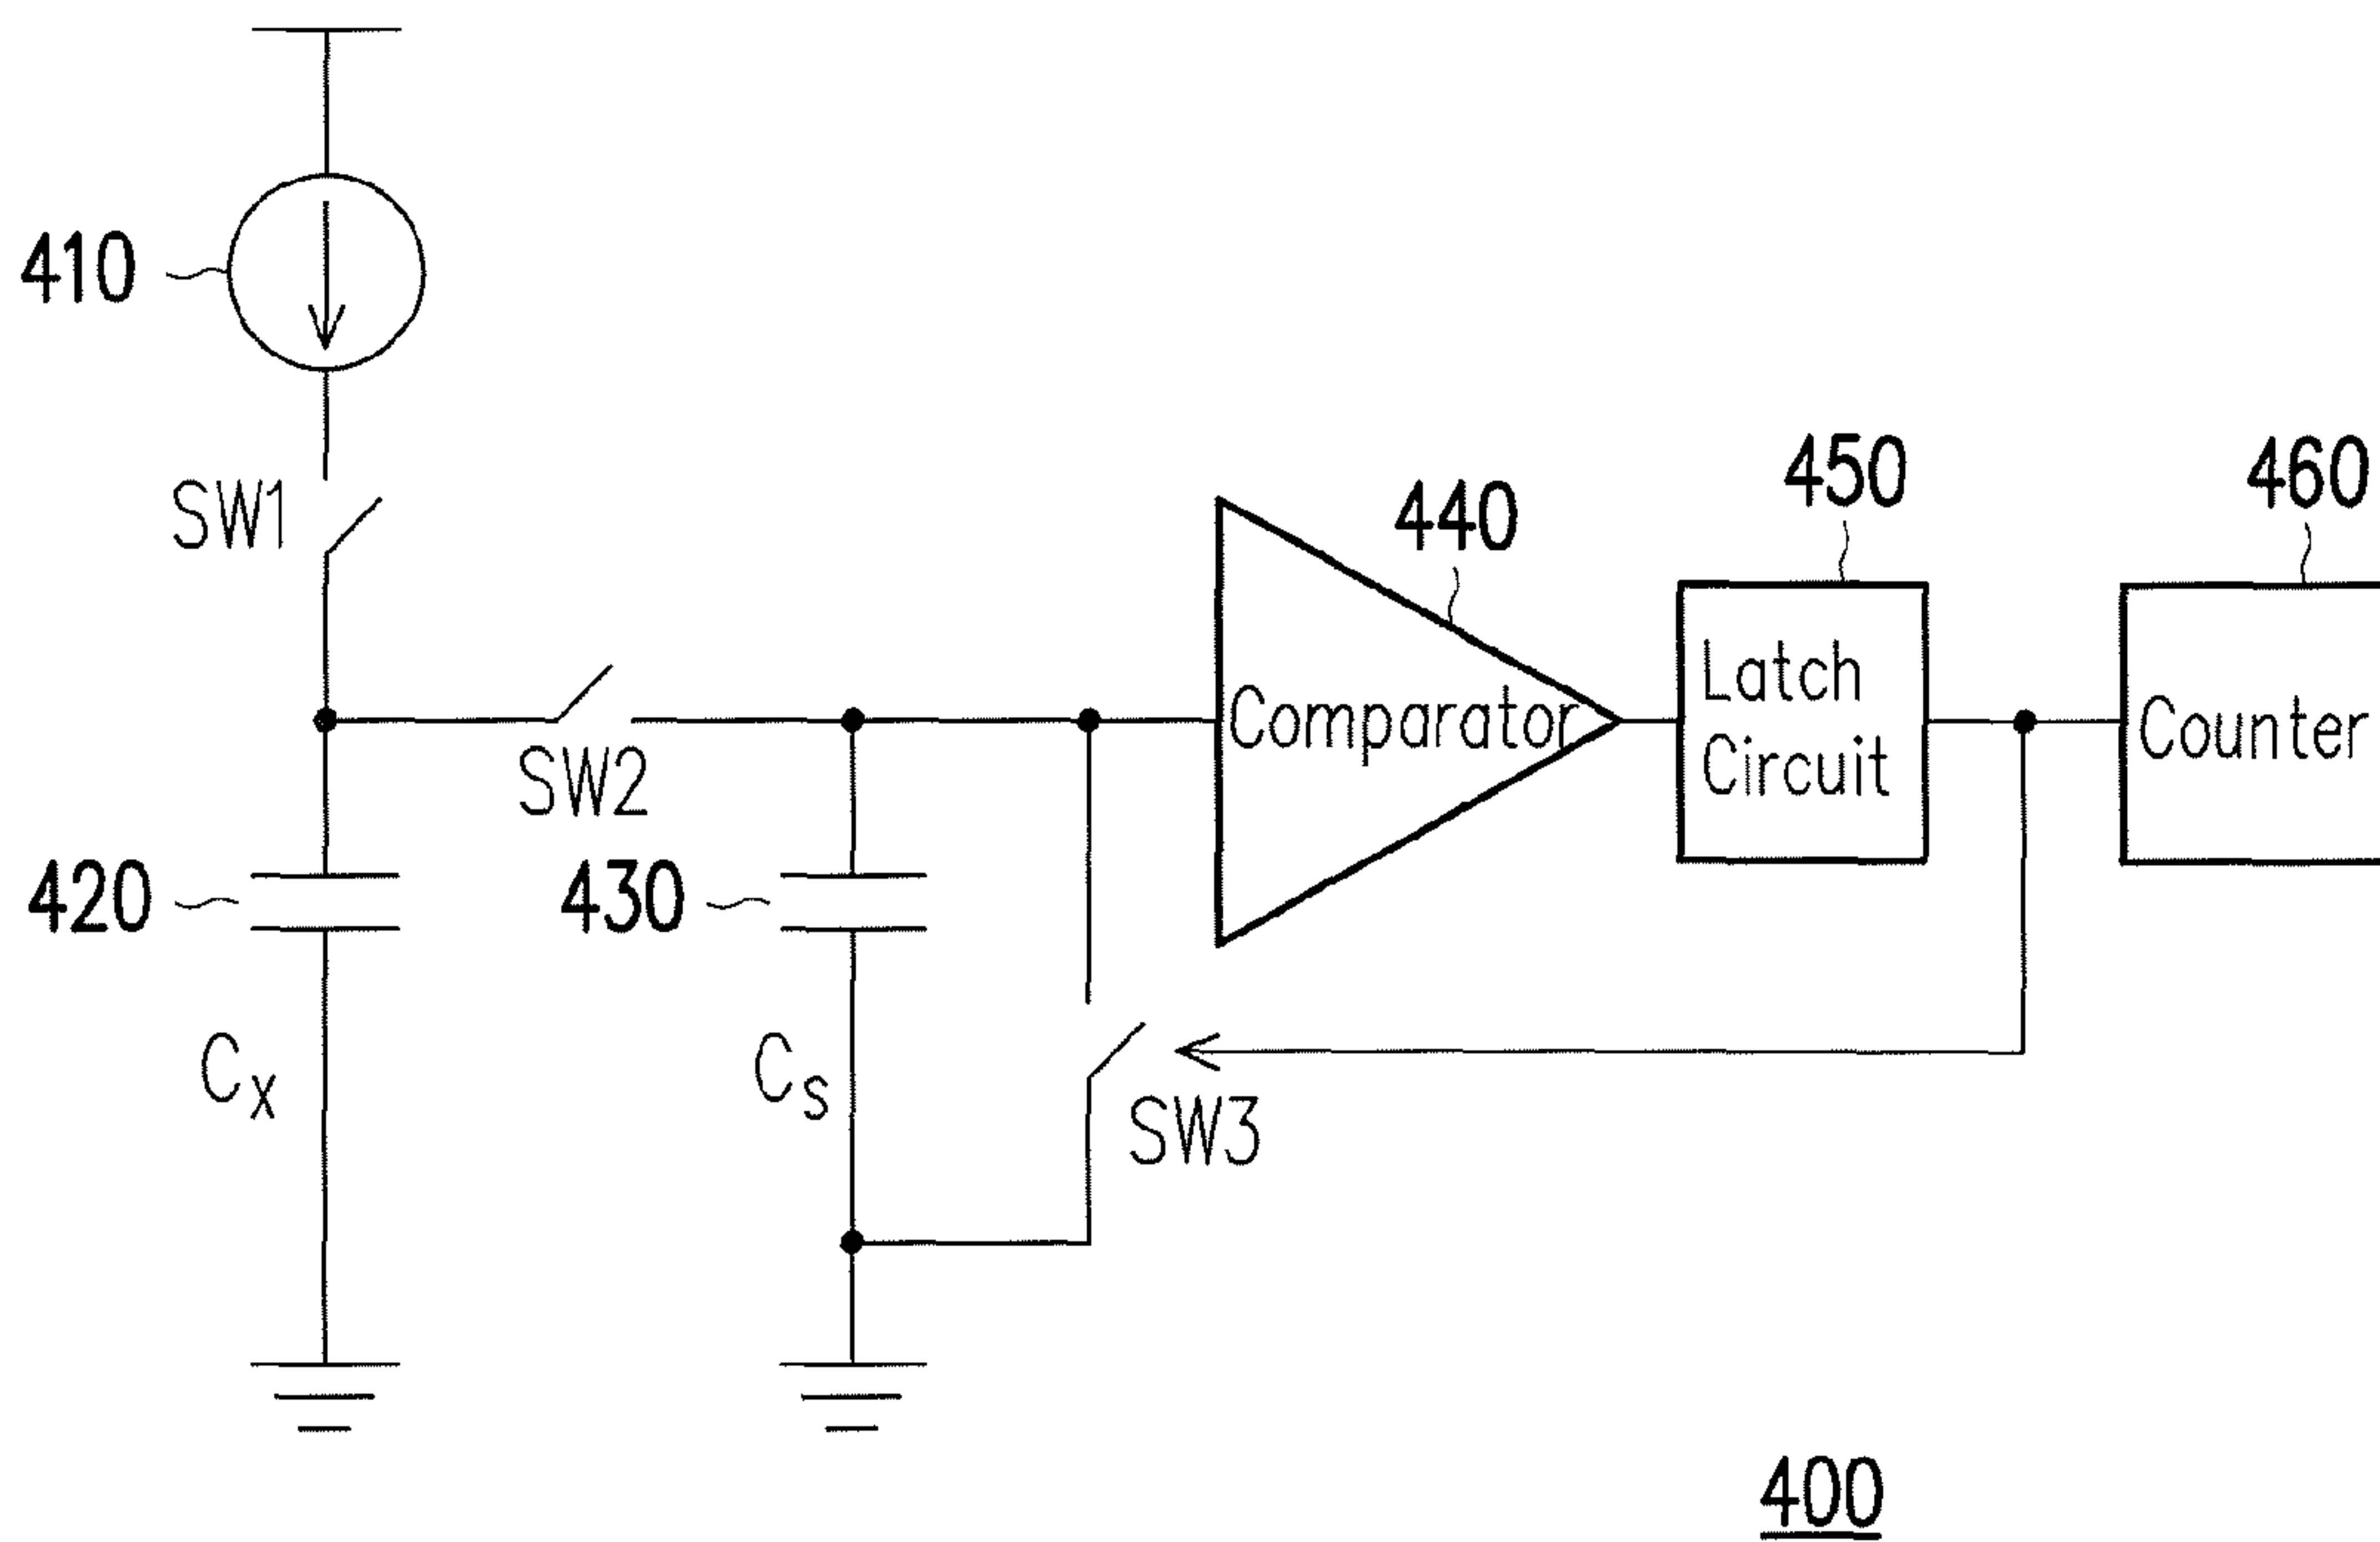 410
SW1
440
450
460
Comparator
Latch
Circuit
Counter
SW2
420
430
Cx
Cs
SW3
400